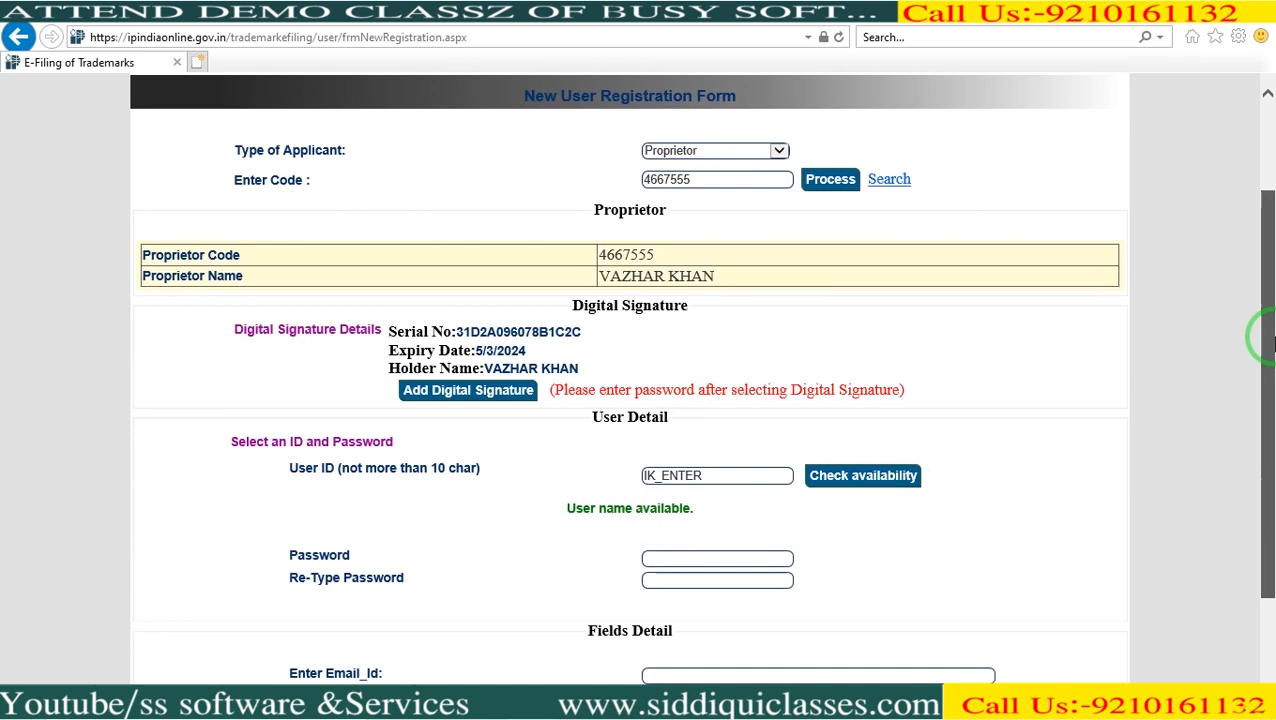 ATTEND DEMO CLASSZ OF BUSY SOFT... Call Us:-9210161132
https://ipindiaonline.gov.in/trademarkefiling/user/frmNewRegistration.aspx Search...
E-Filing of Trademarks
New User Registration Form
Type of Applicant: Proprietor
Enter Code : 4667555 Process Search
Proprietor
Proprietor Code 4667555
Proprietor Name VAZHAR KHAN
Digital Signature
Digital Signature Details Serial No:31D2A096078B1C2C
Expiry Date:5/3/2024
Holder Name:VAZHAR KHAN
Add Digital Signature (Please enter password after selecting Digital Signature)
User Detail
Select an ID and Password
User ID (not more than 10 char) IK_ENTER Check availability
User name available.
Password
Re-Type Password
Fields Detail
Enter Email_Id:
Youtube/ss software &Services www.siddiquiclasses.com Call Us:-9210161132